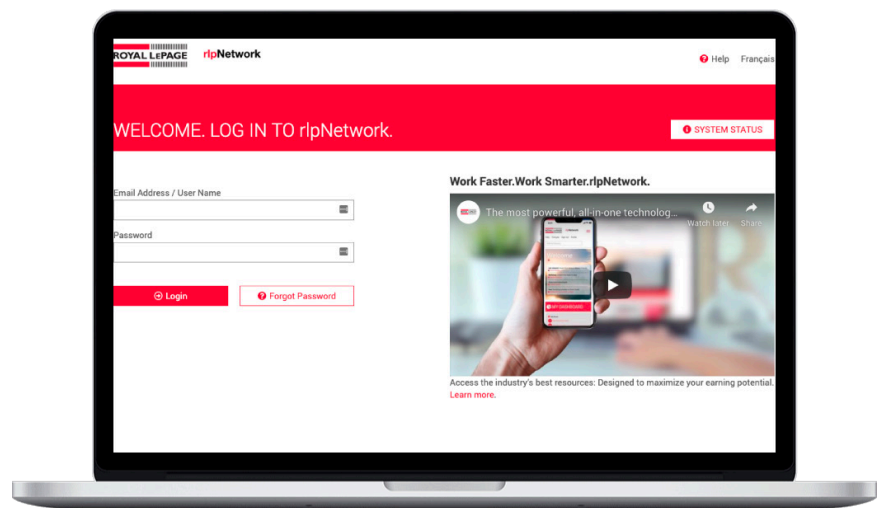 ROYAL LEPAGE
rlpNetwork
Help
Français
WELCOME. LOG IN TO rlpNetwork.
SYSTEM STATUS
Email Address / User Name
Password
Login
Forgot Password
Work Faster.Work Smarter.rlpNetwork.
The most powerful, all-in-one technolog...
Watch later
Share
MY DASHBOARD
Access the industry's best resources: Designed to maximize your earning potential.
Learn more.